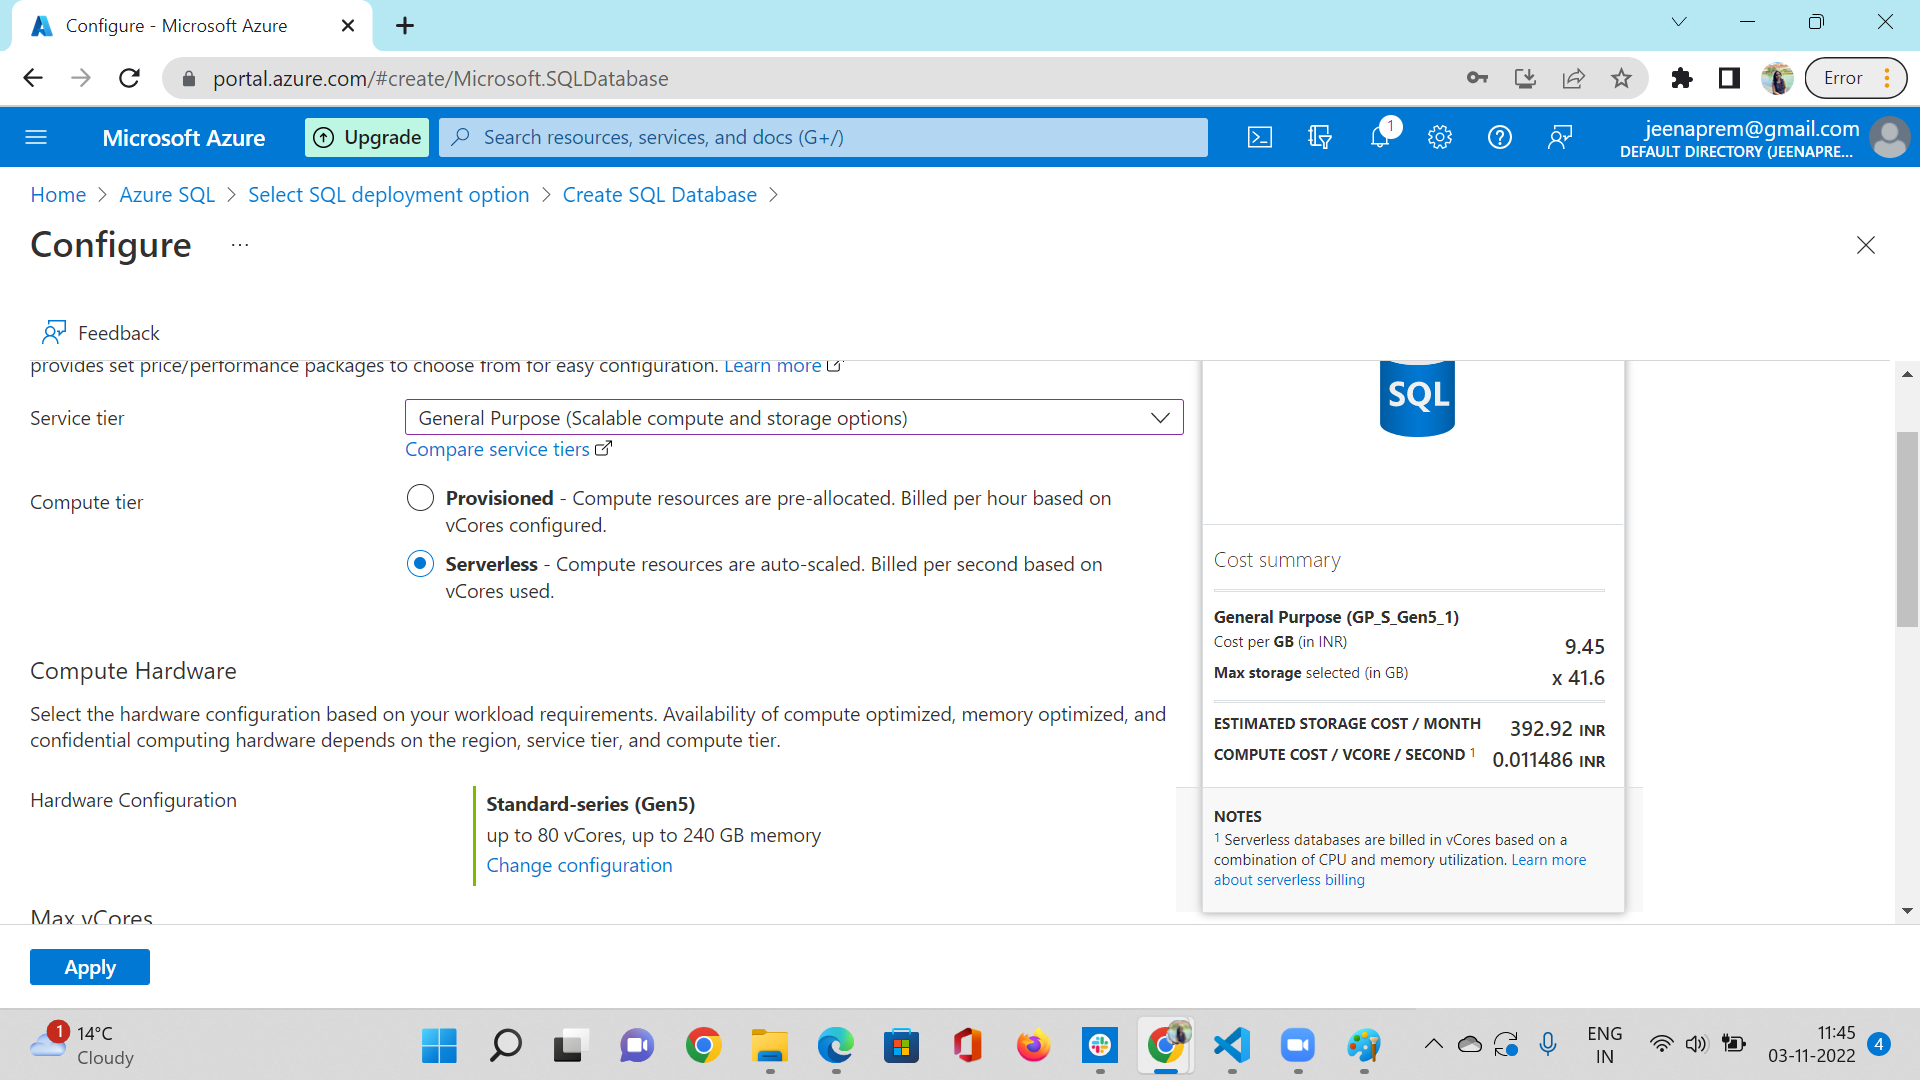 Configure - Microsoft Azure
portal.azure.com/#create/Microsoft.SQLDatabase
Error
Microsoft Azure
Upgrade
Search resources, services, and docs (G+/)
1
jeenaprem@gmail.com
DEFAULT DIRECTORY (JEENAPRE...
Home > Azure SQL > Select SQL deployment option > Create SQL Database >
Configure ...
Feedback
provides set price/performance packages to choose from for easy configuration. Learn more
Service tier
General Purpose (Scalable compute and storage options)
Compare service tiers
Compute tier
Provisioned - Compute resources are pre-allocated. Billed per hour based on
vCores configured.
Serverless - Compute resources are auto-scaled. Billed per second based on
vCores used.
Compute Hardware
Select the hardware configuration based on your workload requirements. Availability of compute optimized, memory optimized, and
confidential computing hardware depends on the region, service tier, and compute tier.
Hardware Configuration
Standard-series (Gen5)
up to 80 vCores, up to 240 GB memory
Change configuration
Max vCores
SQL
Cost summary
General Purpose (GP_S_Gen5_1)
Cost per GB (in INR) 9.45
Max storage selected (in GB) x 41.6
ESTIMATED STORAGE COST / MONTH 392.92 INR
COMPUTE COST / VCORE / SECOND 1 0.011486 INR
NOTES
1 Serverless databases are billed in vCores based on a
combination of CPU and memory utilization. Learn more
about serverless billing
Apply
1
14°C
Cloudy
ENG
IN
11:45
03-11-2022
4